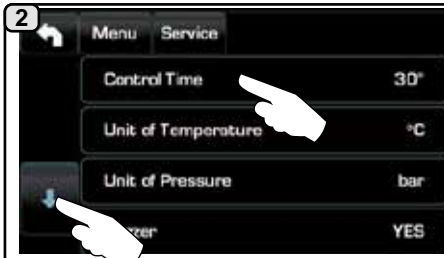 2
Menu Service
Control Time 30"
Unit of Temperature °C
Unit of Pressure bar
YES